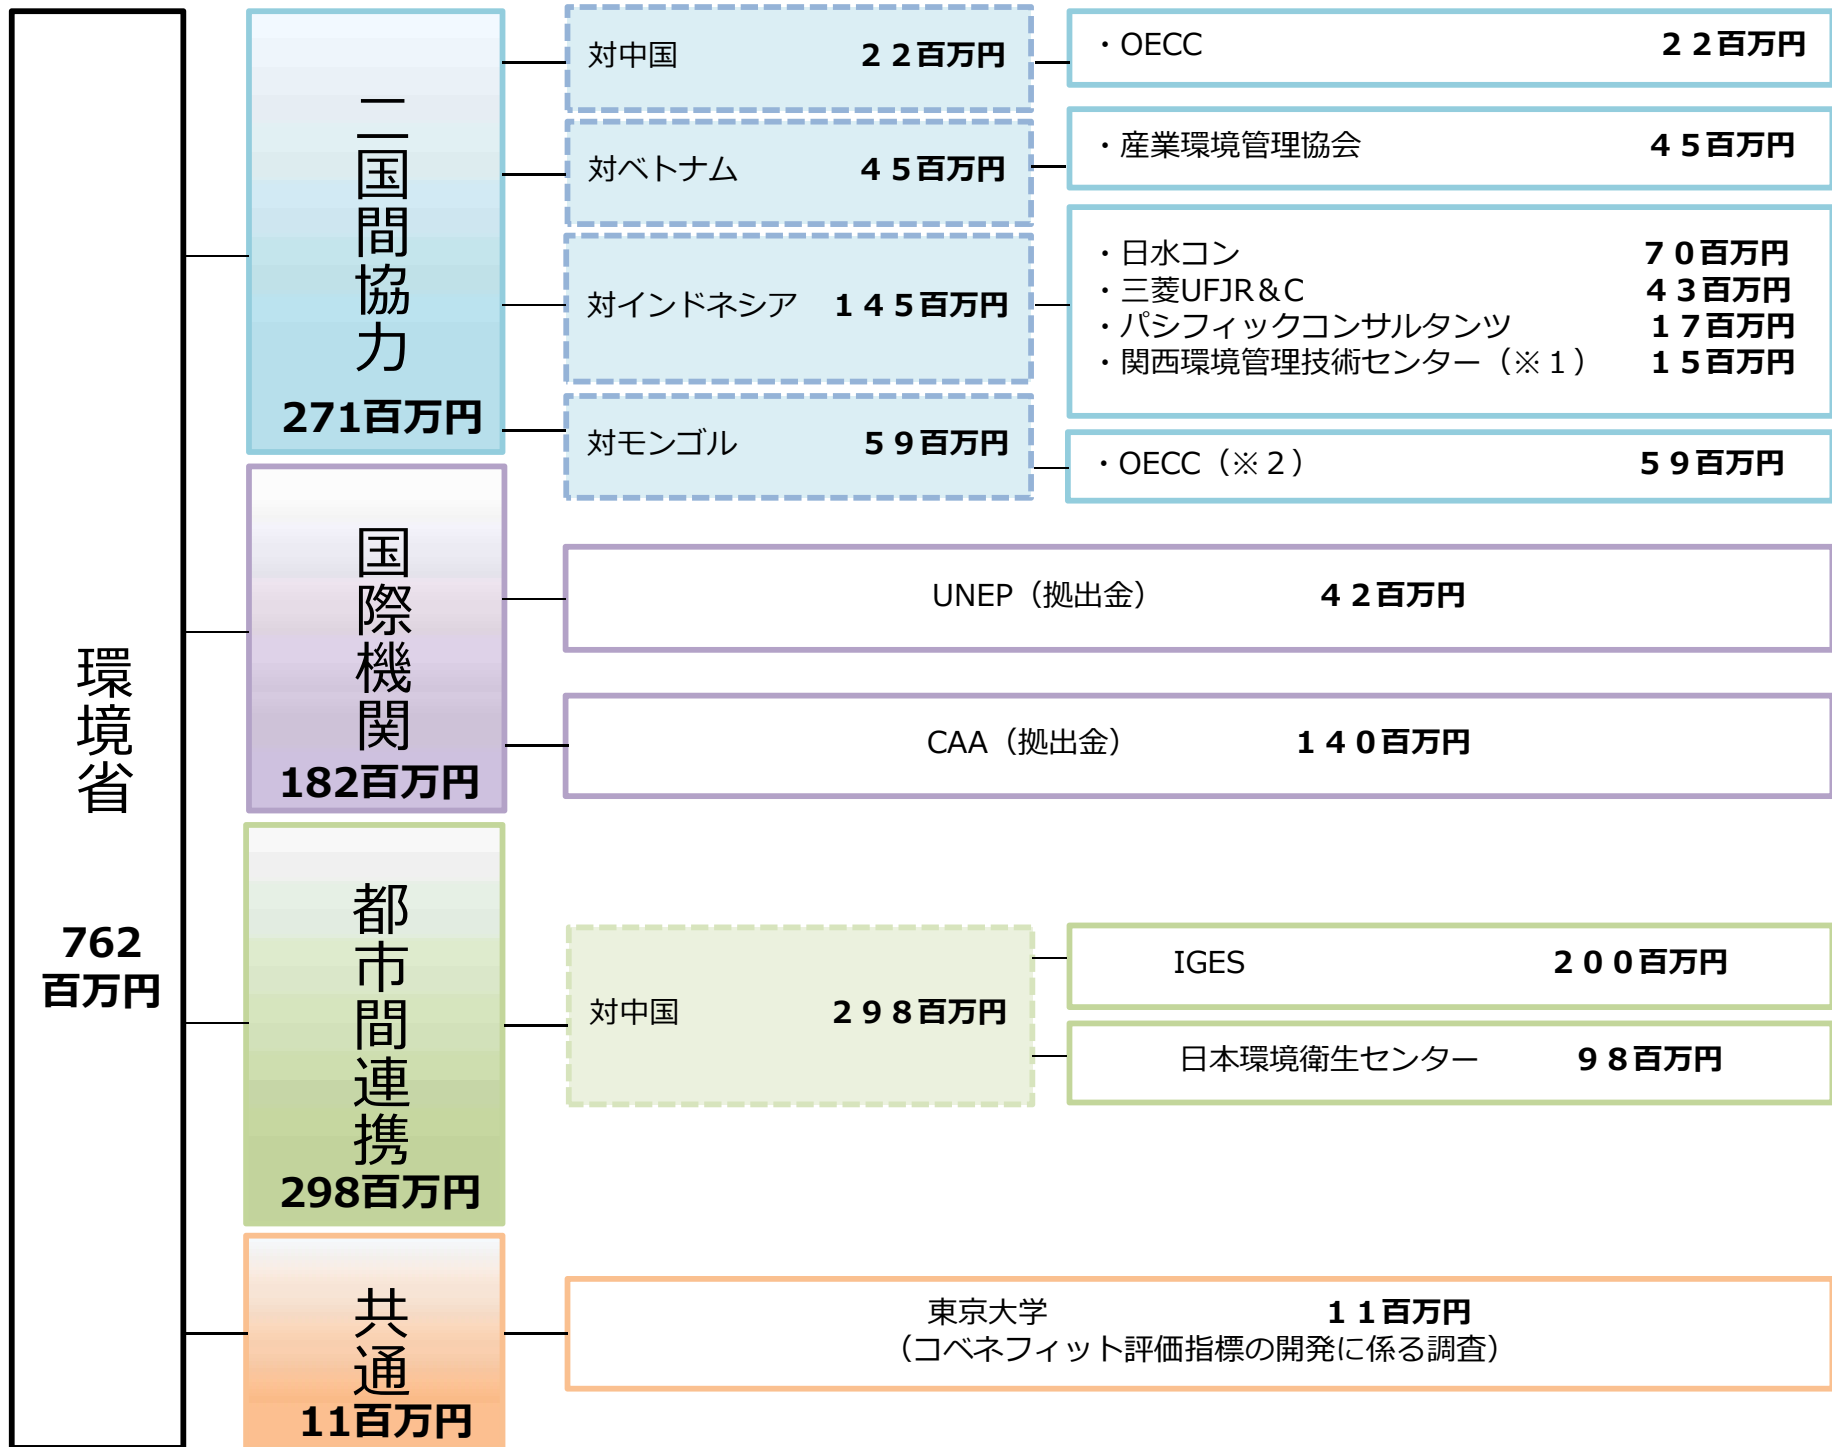 環境省
762
百万円
二国間協力
271百万円
対中国 22百万円
・OECC 22百万円
対ベトナム 45百万円
・産業環境管理協会 45百万円
対インドネシア 145百万円
・日水コン 70百万円
・三菱UFJR&C 43百万円
・パシフィックコンサルタンツ 17百万円
・関西環境管理技術センター（※1） 15百万円
対モンゴル 59百万円
・OECC（※2） 59百万円
国際機関
182百万円
UNEP（拠出金） 42百万円
CAA（拠出金） 140百万円
都市間連携
298百万円
対中国 298百万円
IGES 200百万円
日本環境衛生センター 98百万円
共通
11百万円
東京大学 11百万円
（コベネフィット評価指標の開発に係る調査）